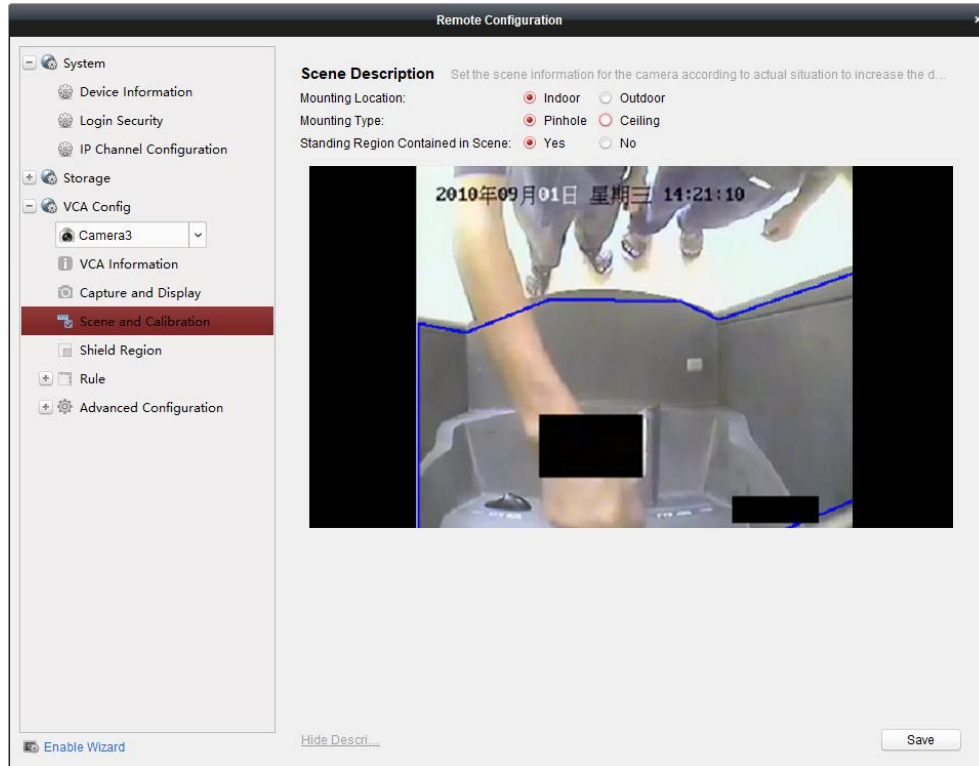 Remote Configuration
System
Device Information
Login Security
IP Channel Configuration
Storage
VCA Config
Camera3
VCA Information
Capture and Display
Scene and Calibration
Shield Region
Rule
Advanced Configuration
Enable Wizard
Scene Description Set the scene information for the camera according to actual situation to increase the d...
Mounting Location: Indoor Outdoor
Mounting Type: Pinhole Ceiling
Standing Region Contained in Scene: Yes No
2010年09月01日 星期三 14:21:10
Hide Descri...
Save